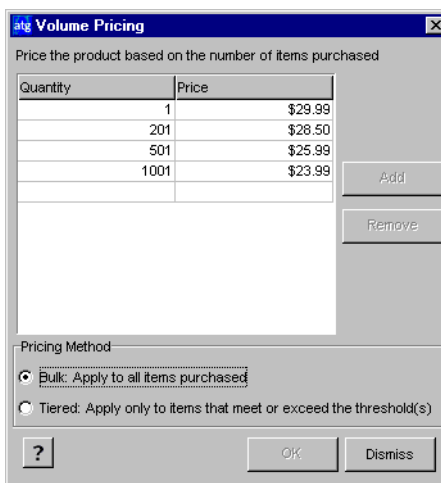 atg Volume Pricing
Price the product based on the number of items purchased
Quantity Price
1 $29.99
201 $28.50
501 $25.99
1001 $23.99
Add
Remove
Pricing Method
Bulk: Apply to all items purchased
Tiered: Apply only to items that meet or exceed the threshold(s)
? OK Dismiss